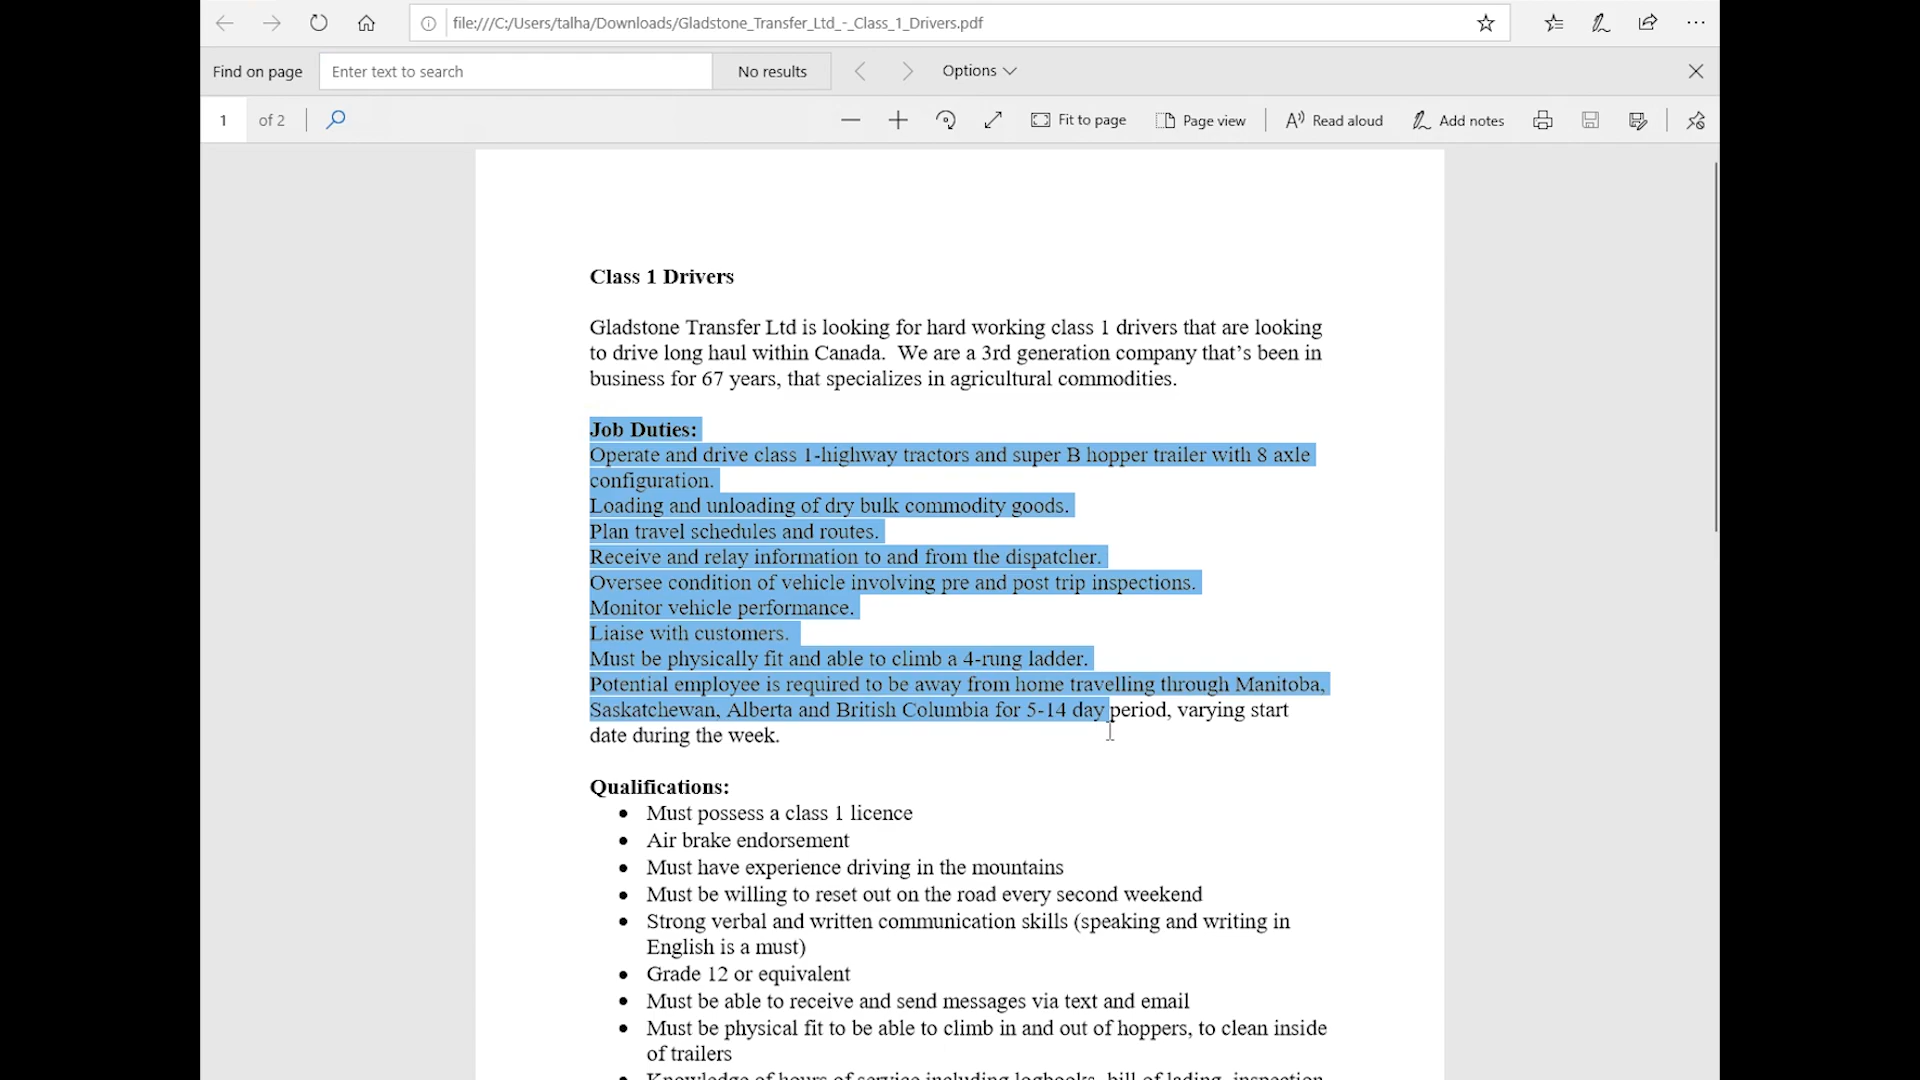 file:///C:/Users/talha/Downloads/Gladstone_Transfer_Ltd_-_Class_1_Drivers.pdf
Find on page Enter text to search No results Options
1 of 2 Fit to page Page view Read aloud Add notes
Class 1 Drivers
Gladstone Transfer Ltd is looking for hard working class 1 drivers that are looking
to drive long haul within Canada.  We are a 3rd generation company that’s been in
business for 67 years, that specializes in agricultural commodities.
Job Duties:
Operate and drive class 1-highway tractors and super B hopper trailer with 8 axle
configuration.
Loading and unloading of dry bulk commodity goods.
Plan travel schedules and routes.
Receive and relay information to and from the dispatcher.
Oversee condition of vehicle involving pre and post trip inspections.
Monitor vehicle performance.
Liaise with customers.
Must be physically fit and able to climb a 4-rung ladder.
Potential employee is required to be away from home travelling through Manitoba,
Saskatchewan, Alberta and British Columbia for 5-14 day period, varying start
date during the week.
Qualifications:
• Must possess a class 1 licence
• Air brake endorsement
• Must have experience driving in the mountains
• Must be willing to reset out on the road every second weekend
• Strong verbal and written communication skills (speaking and writing in
English is a must)
• Grade 12 or equivalent
• Must be able to receive and send messages via text and email
• Must be physical fit to be able to climb in and out of hoppers, to clean inside
of trailers
• Knowledge of hours of service including logbooks, bill of lading, inspection